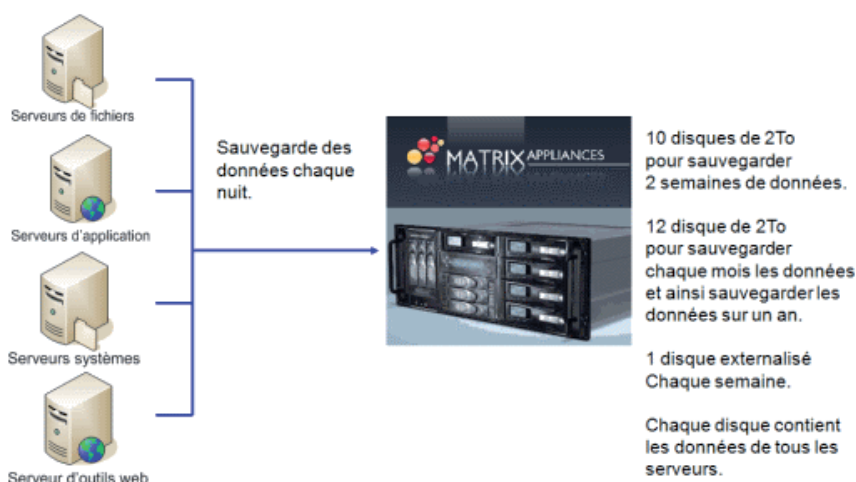 Serveurs de fichiers
Serveurs d'application
Serveurs systèmes
Serveur d'outils web
Sauvegarde des
données chaque
nuit.
MATRIX APPLIANCES
10 disques de 2To
pour sauvegarder
2 semaines de données.
12 disque de 2To
pour sauvegarder
chaque mois les données
et ainsi sauvegarder les
données sur un an.
1 disque externalisé
Chaque semaine.
Chaque disque contient
les données de tous les
serveurs.